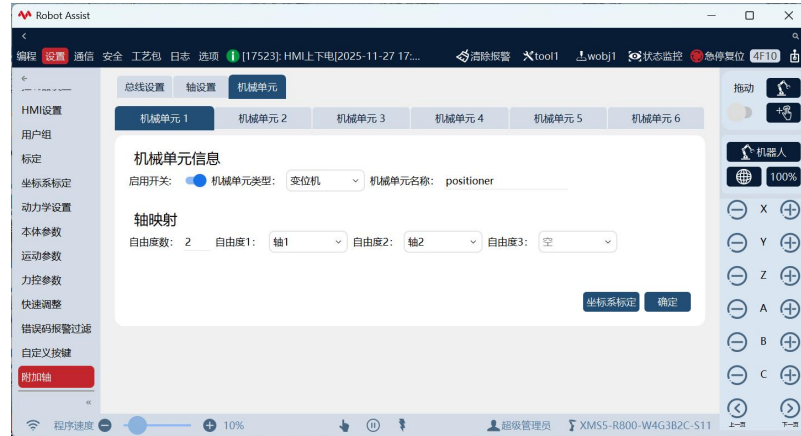 Robot Assist
编程 设置 通信 安全 工艺包 日志 选项 [17523]: HMI上下电[2025-11-27 17:... 清除报警 tool1 wobj1 状态监控 急停复位 4F10
总线设置 轴设置 机械单元
机械单元 1 机械单元 2 机械单元 3 机械单元 4 机械单元 5 机械单元 6
HMI设置
用户组
标定
坐标系标定
动力学设置
本体参数
运动参数
力控参数
快速调整
错误码报警过滤
自定义按键
附加轴
机械单元信息
启用开关: 机械单元类型: 变位机 机械单元名称: positioner
轴映射
自由度数: 2 自由度1: 轴1 自由度2: 轴2 自由度3: 空
坐标系标定 确定
拖动
机器人
100%
X
Y
Z
A
B
C
上一页 下一页
程序速度 10% 超级管理员 XMS5-R800-W4G3B2C-S11